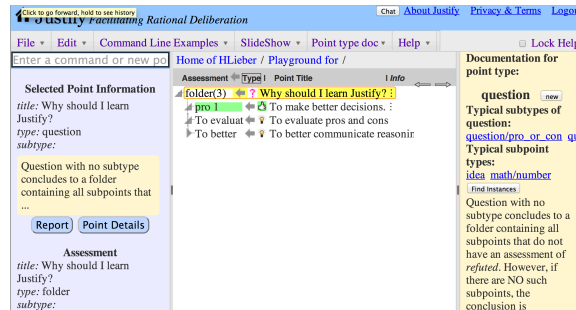 Click to go forward, hold to see history
Justify Facilitating Rational Deliberation
Chat About Justify Privacy & Terms Logo
File Edit Command Line Examples SlideShow Point type doc Help Lock Help
Enter a command or new po
Home of HLieber / Playground for /
Assessment Type Point Title Info
Selected Point Information
title: Why should I learn
Justify?
type: question
subtype:
Question with no subtype
concludes to a folder
containing all subpoints that
...
Report Point Details
Assessment
title: Why should I learn
Justify?
type: folder
subtype:
folder(3) ? Why should I learn Justify? :
pro 1 To make better decisions. :
To evaluat To evaluate pros and cons
To better To better communicate reasonin
Documentation for
point type:
question new
Typical subtypes of
question:
question/pro_or_con qu
Typical subpoint
types:
idea math/number
Find Instances
Question with no
subtype concludes to a
folder containing all
subpoints that do not
have an assessment of
refuted. However, if
there are NO such
subpoints, the
conclusion is